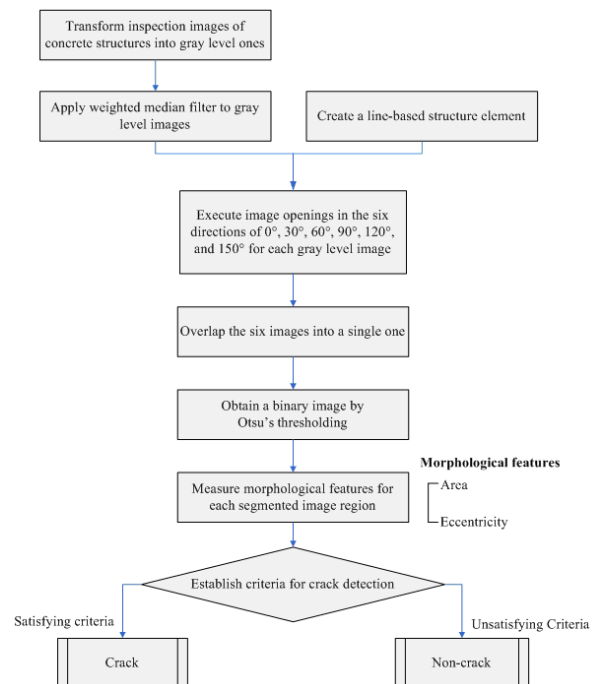 Transform inspection images of
concrete structures into gray level ones
Apply weighted median filter to gray
level images
Create a line-based structure element
Execute image openings in the six
directions of 0°, 30°, 60°, 90°, 120°,
and 150° for each gray level image
Overlap the six images into a single one
Obtain a binary image by
Otsu's thresholding
Measure morphological features for
each segmented image region
Morphological features
Area
Eccentricity
Establish criteria for crack detection
Satisfying criteria
Unsatisfying Criteria
Crack
Non-crack